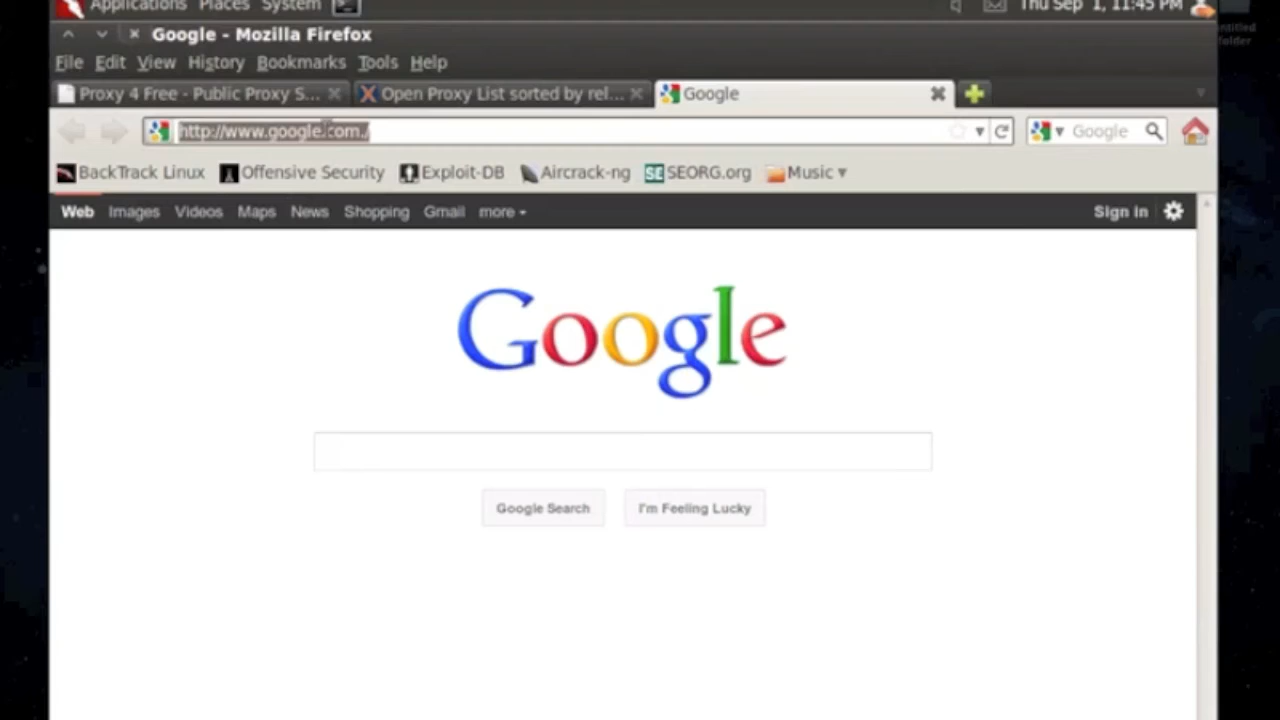 Applications Places System Thu Sep 1, 11:45 PM
untitled folder
Google - Mozilla Firefox
File Edit View History Bookmarks Tools Help
Proxy 4 Free - Public Proxy S... Open Proxy List sorted by rel... Google
http://www.google.com./ Google
BackTrack Linux Offensive Security Exploit-DB Aircrack-ng SEORG.org Music
Web Images Videos Maps News Shopping Gmail more Sign in
Google
Google Search I'm Feeling Lucky